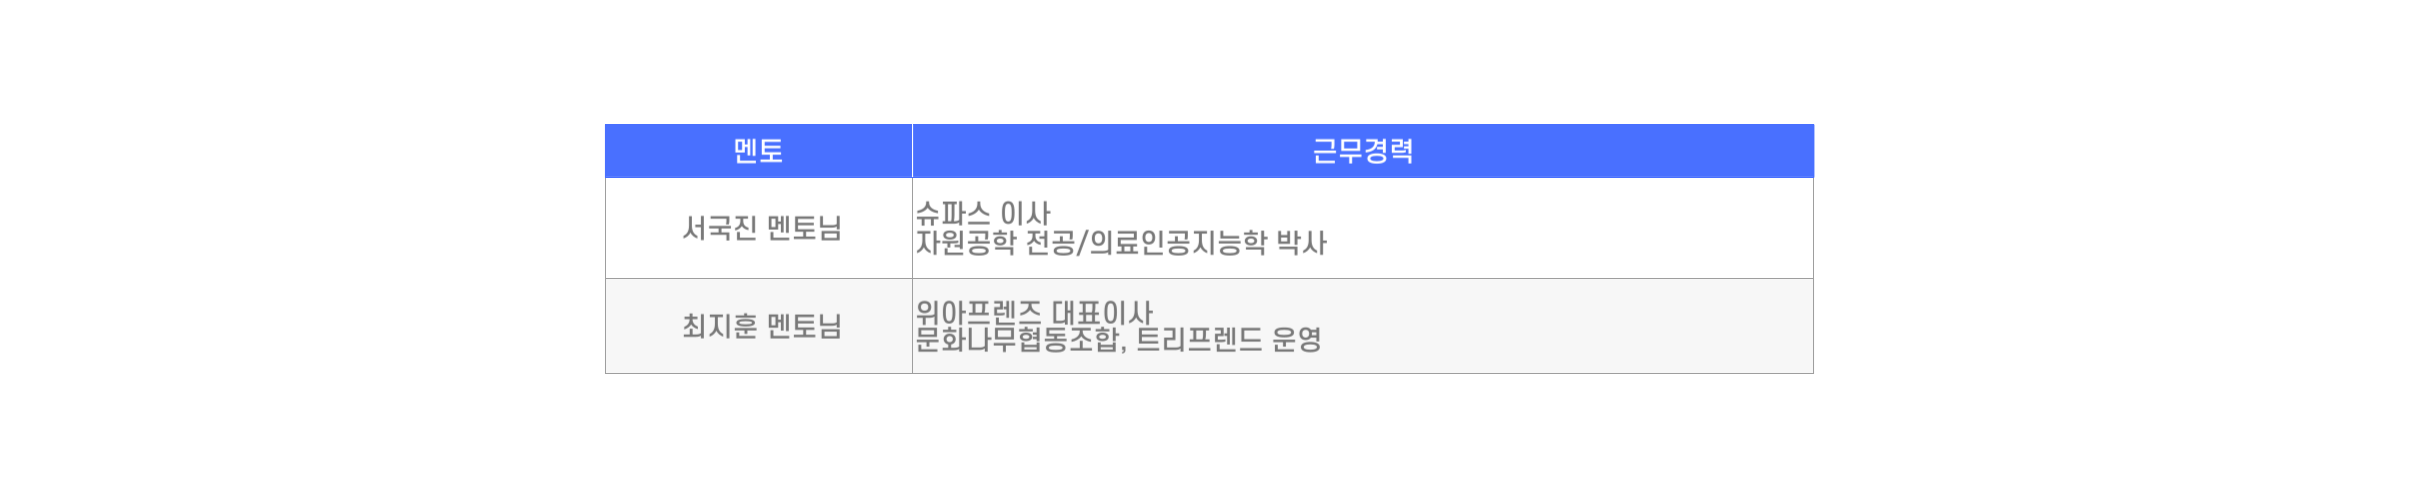 멘토 근무경력
서국진 멘토님
슈파스 이사
자원공학 전공/의료인공지능학 박사
최지훈 멘토님
위아프렌즈 대표이사
문화나무협동조합, 트리프렌드 운영